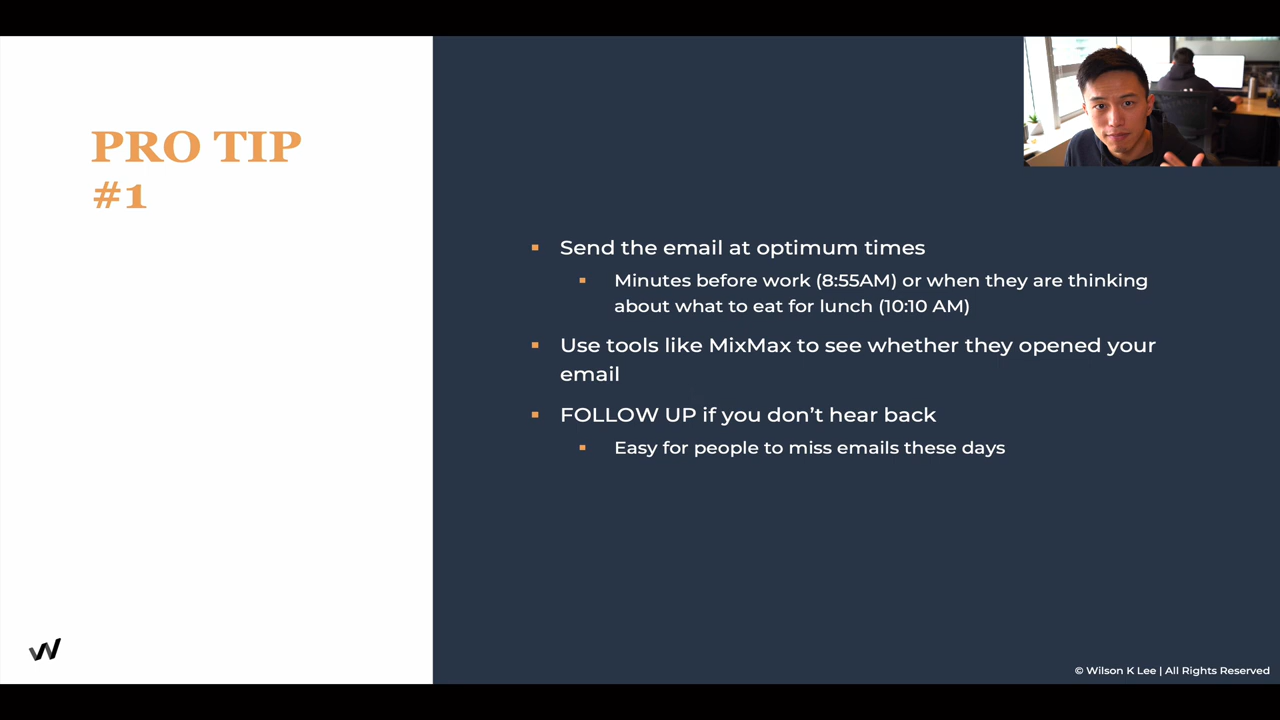 PRO TIP
#1
Send the email at optimum times
Minutes before work (8:55AM) or when they are thinking
about what to eat for lunch (10:10 AM)
Use tools like MixMax to see whether they opened your
email
FOLLOW UP if you don’t hear back
Easy for people to miss emails these days
© Wilson K Lee | All Rights Reserved